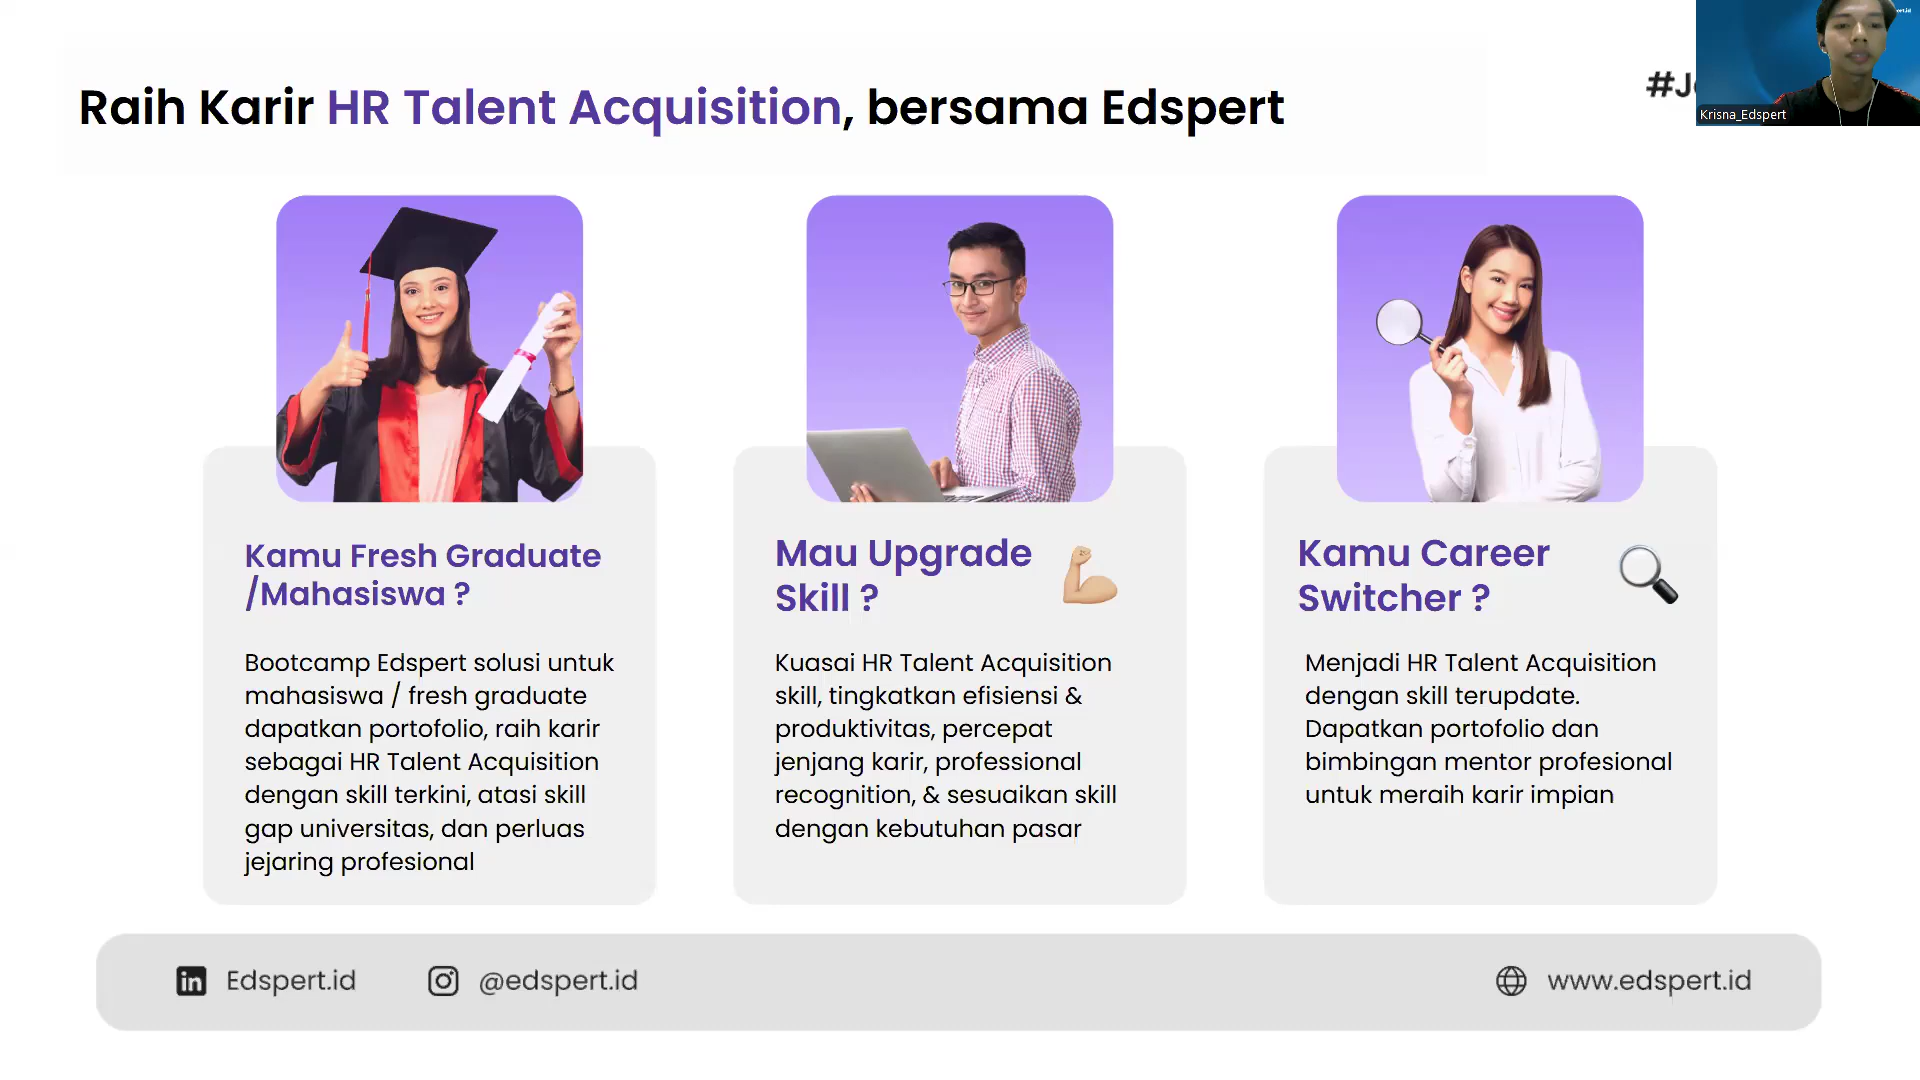 Raih Karir HR Talent Acquisition, bersama Edspert
Krisna_Edspert
Kamu Fresh Graduate
/Mahasiswa ?
Bootcamp Edspert solusi untuk
mahasiswa / fresh graduate
dapatkan portofolio, raih karir
sebagai HR Talent Acquisition
dengan skill terkini, atasi skill
gap universitas, dan perluas
jejaring profesional
Mau Upgrade
Skill ?
Kuasai HR Talent Acquisition
skill, tingkatkan efisiensi &
produktivitas, percepat
jenjang karir, professional
recognition, & sesuaikan skill
dengan kebutuhan pasar
Kamu Career
Switcher ?
Menjadi HR Talent Acquisition
dengan skill terupdate.
Dapatkan portofolio dan
bimbingan mentor profesional
untuk meraih karir impian
Edspert.id
@edspert.id
www.edspert.id